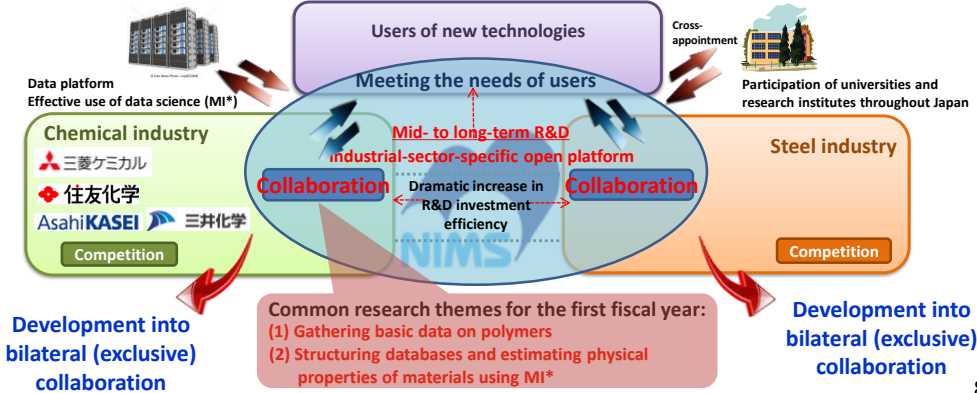 Users of new technologies
Cross-
appointment
Data platform
Effective use of data science (MI*)
Meeting the needs of users
Participation of universities and
research institutes throughout Japan
Chemical industry
三菱ケミカル
住友化学
AsahiKASEI
三井化学
Competition
Mid- to long-term R&D
Industrial-sector-specific open platform
Collaboration
Dramatic increase in
R&D investment
efficiency
Collaboration
NIMS
Steel industry
Competition
Development into
bilateral (exclusive)
collaboration
Common research themes for the first fiscal year:
(1) Gathering basic data on polymers
(2) Structuring databases and estimating physical
properties of materials using MI*
Development into
bilateral (exclusive)
collaboration